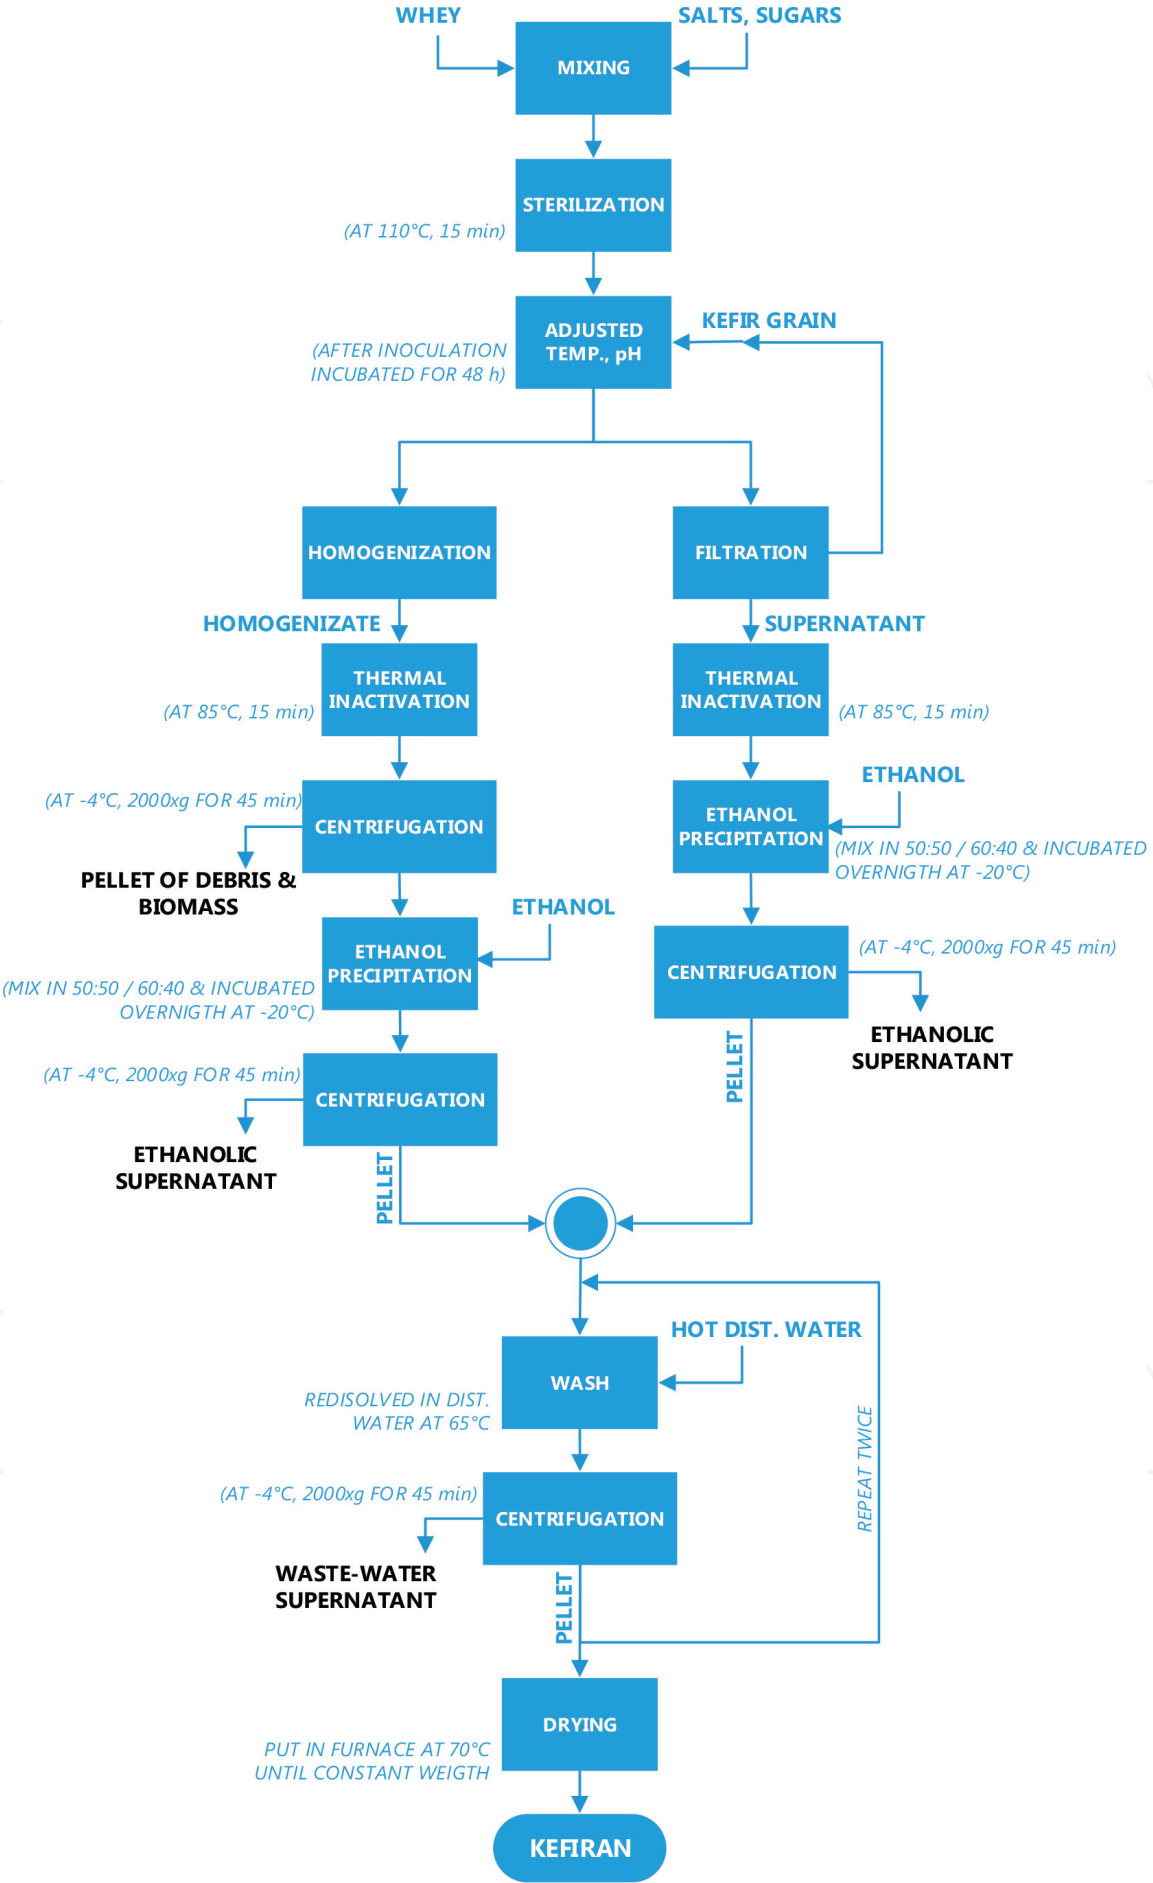 WHEY
SALTS, SUGARS
MIXING
STERILIZATION
(AT 110°C, 15 min)
ADJUSTED
TEMP., pH
KEFIR GRAIN
(AFTER INOCULATION
INCUBATED FOR 48 h)
HOMOGENIZATION
FILTRATION
HOMOGENIZATE
SUPERNATANT
THERMAL
INACTIVATION
(AT 85°C, 15 min)
THERMAL
INACTIVATION
(AT 85°C, 15 min)
(AT -4°C, 2000xg FOR 45 min)
CENTRIFUGATION
PELLET OF DEBRIS &
BIOMASS
ETHANOL
ETHANOL
PRECIPITATION
(MIX IN 50:50 / 60:40 & INCUBATED
OVERNIGTH AT -20°C)
ETHANOL
ETHANOL
PRECIPITATION
(MIX IN 50:50 / 60:40 & INCUBATED
OVERNIGTH AT -20°C)
CENTRIFUGATION
(AT -4°C, 2000xg FOR 45 min)
ETHANOLIC
SUPERNATANT
PELLET
(AT -4°C, 2000xg FOR 45 min)
CENTRIFUGATION
ETHANOLIC
SUPERNATANT
PELLET
HOT DIST. WATER
WASH
REDISOLVED IN DIST.
WATER AT 65°C
REPEAT TWICE
(AT -4°C, 2000xg FOR 45 min)
CENTRIFUGATION
WASTE-WATER
SUPERNATANT
PELLET
DRYING
PUT IN FURNACE AT 70°C
UNTIL CONSTANT WEIGTH
KEFIRAN